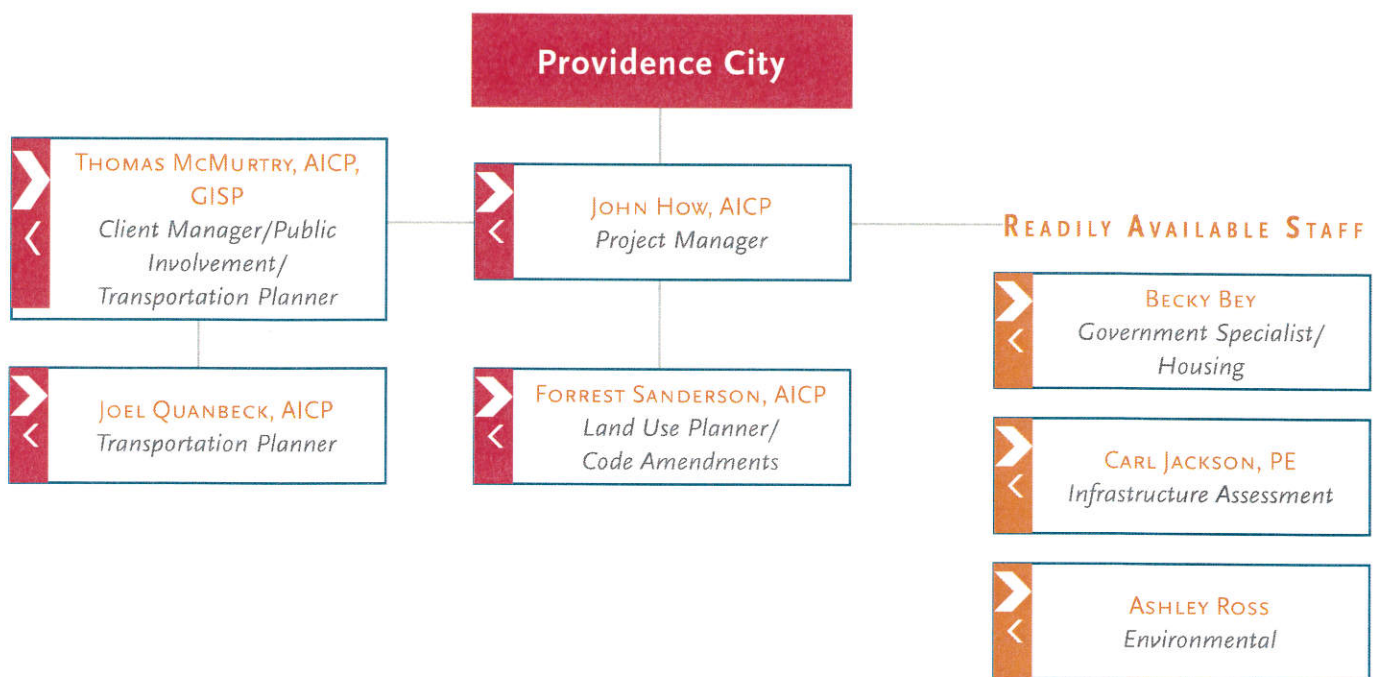 Providence City
THOMAS MCMURTRY, AICP,
GISP
Client Manager/Public
Involvement/
Transportation Planner
JOHN HOW, AICP
Project Manager
READILY AVAILABLE STAFF
JOEL QUANBECK, AICP
Transportation Planner
FORREST SANDERSON, AICP
Land Use Planner/
Code Amendments
BECKY BEY
Government Specialist/
Housing
CARL JACKSON, PE
Infrastructure Assessment
ASHLEY ROSS
Environmental